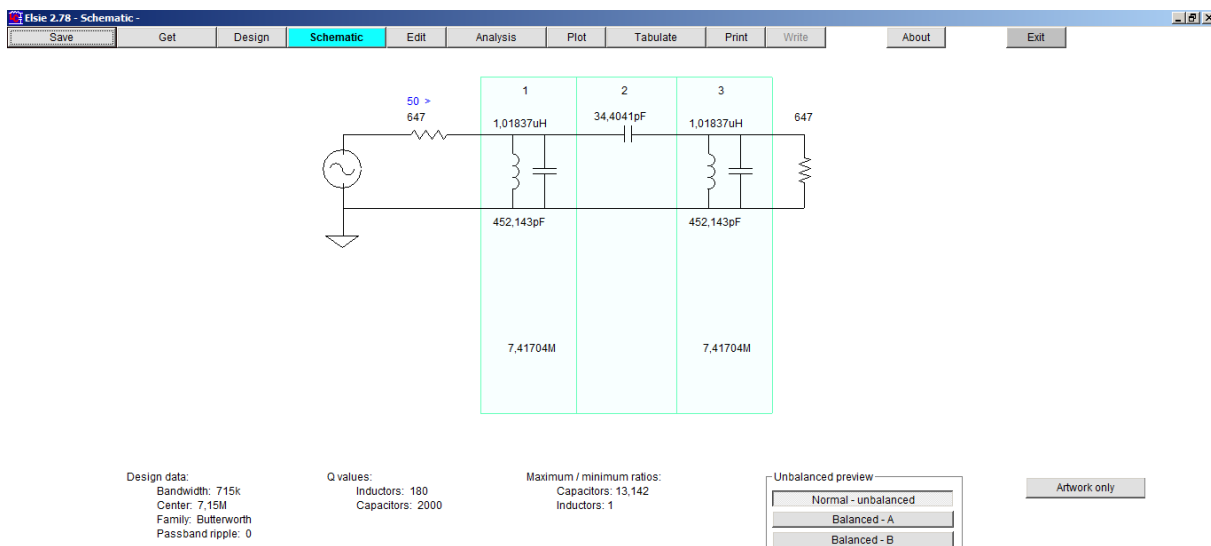 Elsie 2.78 - Schematic -
Save Get Design Schematic Edit Analysis Plot Tabulate Print Write About Exit
1 2 3
50 >
647 1,01837uH 34,4041pF 1,01837uH 647
452,143pF 452,143pF
7,41704M 7,41704M
Design data:
Bandwidth: 715k
Center: 7,15M
Family: Butterworth
Passband ripple: 0
Q values:
Inductors: 180
Capacitors: 2000
Maximum / minimum ratios:
Capacitors: 13,142
Inductors: 1
Unbalanced preview
Normal - unbalanced
Balanced - A
Balanced - B
Artwork only